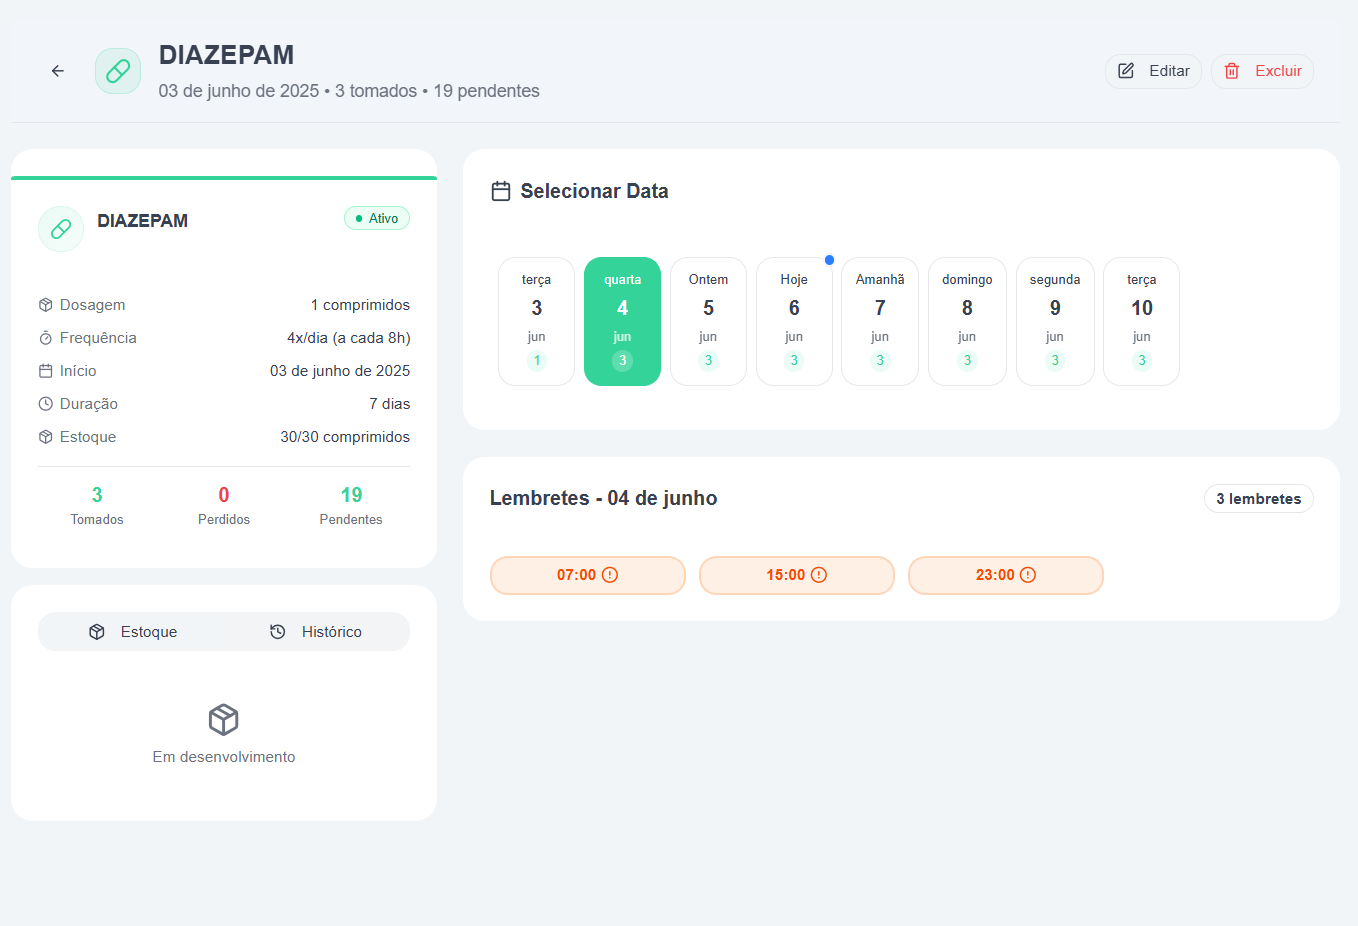 DIAZEPAM
03 de junho de 2025 • 3 tomados • 19 pendentes
Editar
Excluir
DIAZEPAM
Ativo
Dosagem 1 comprimidos
Frequência 4x/dia (a cada 8h)
Início 03 de junho de 2025
Duração 7 dias
Estoque 30/30 comprimidos
3 0 19
Tomados Perdidos Pendentes
Estoque Histórico
Em desenvolvimento
Selecionar Data
terça quarta Ontem Hoje Amanhã domingo segunda terça
3 4 5 6 7 8 9 10
jun jun jun jun jun jun jun jun
1 3 3 3 3 3 3 3
Lembretes - 04 de junho
3 lembretes
07:00 15:00 23:00